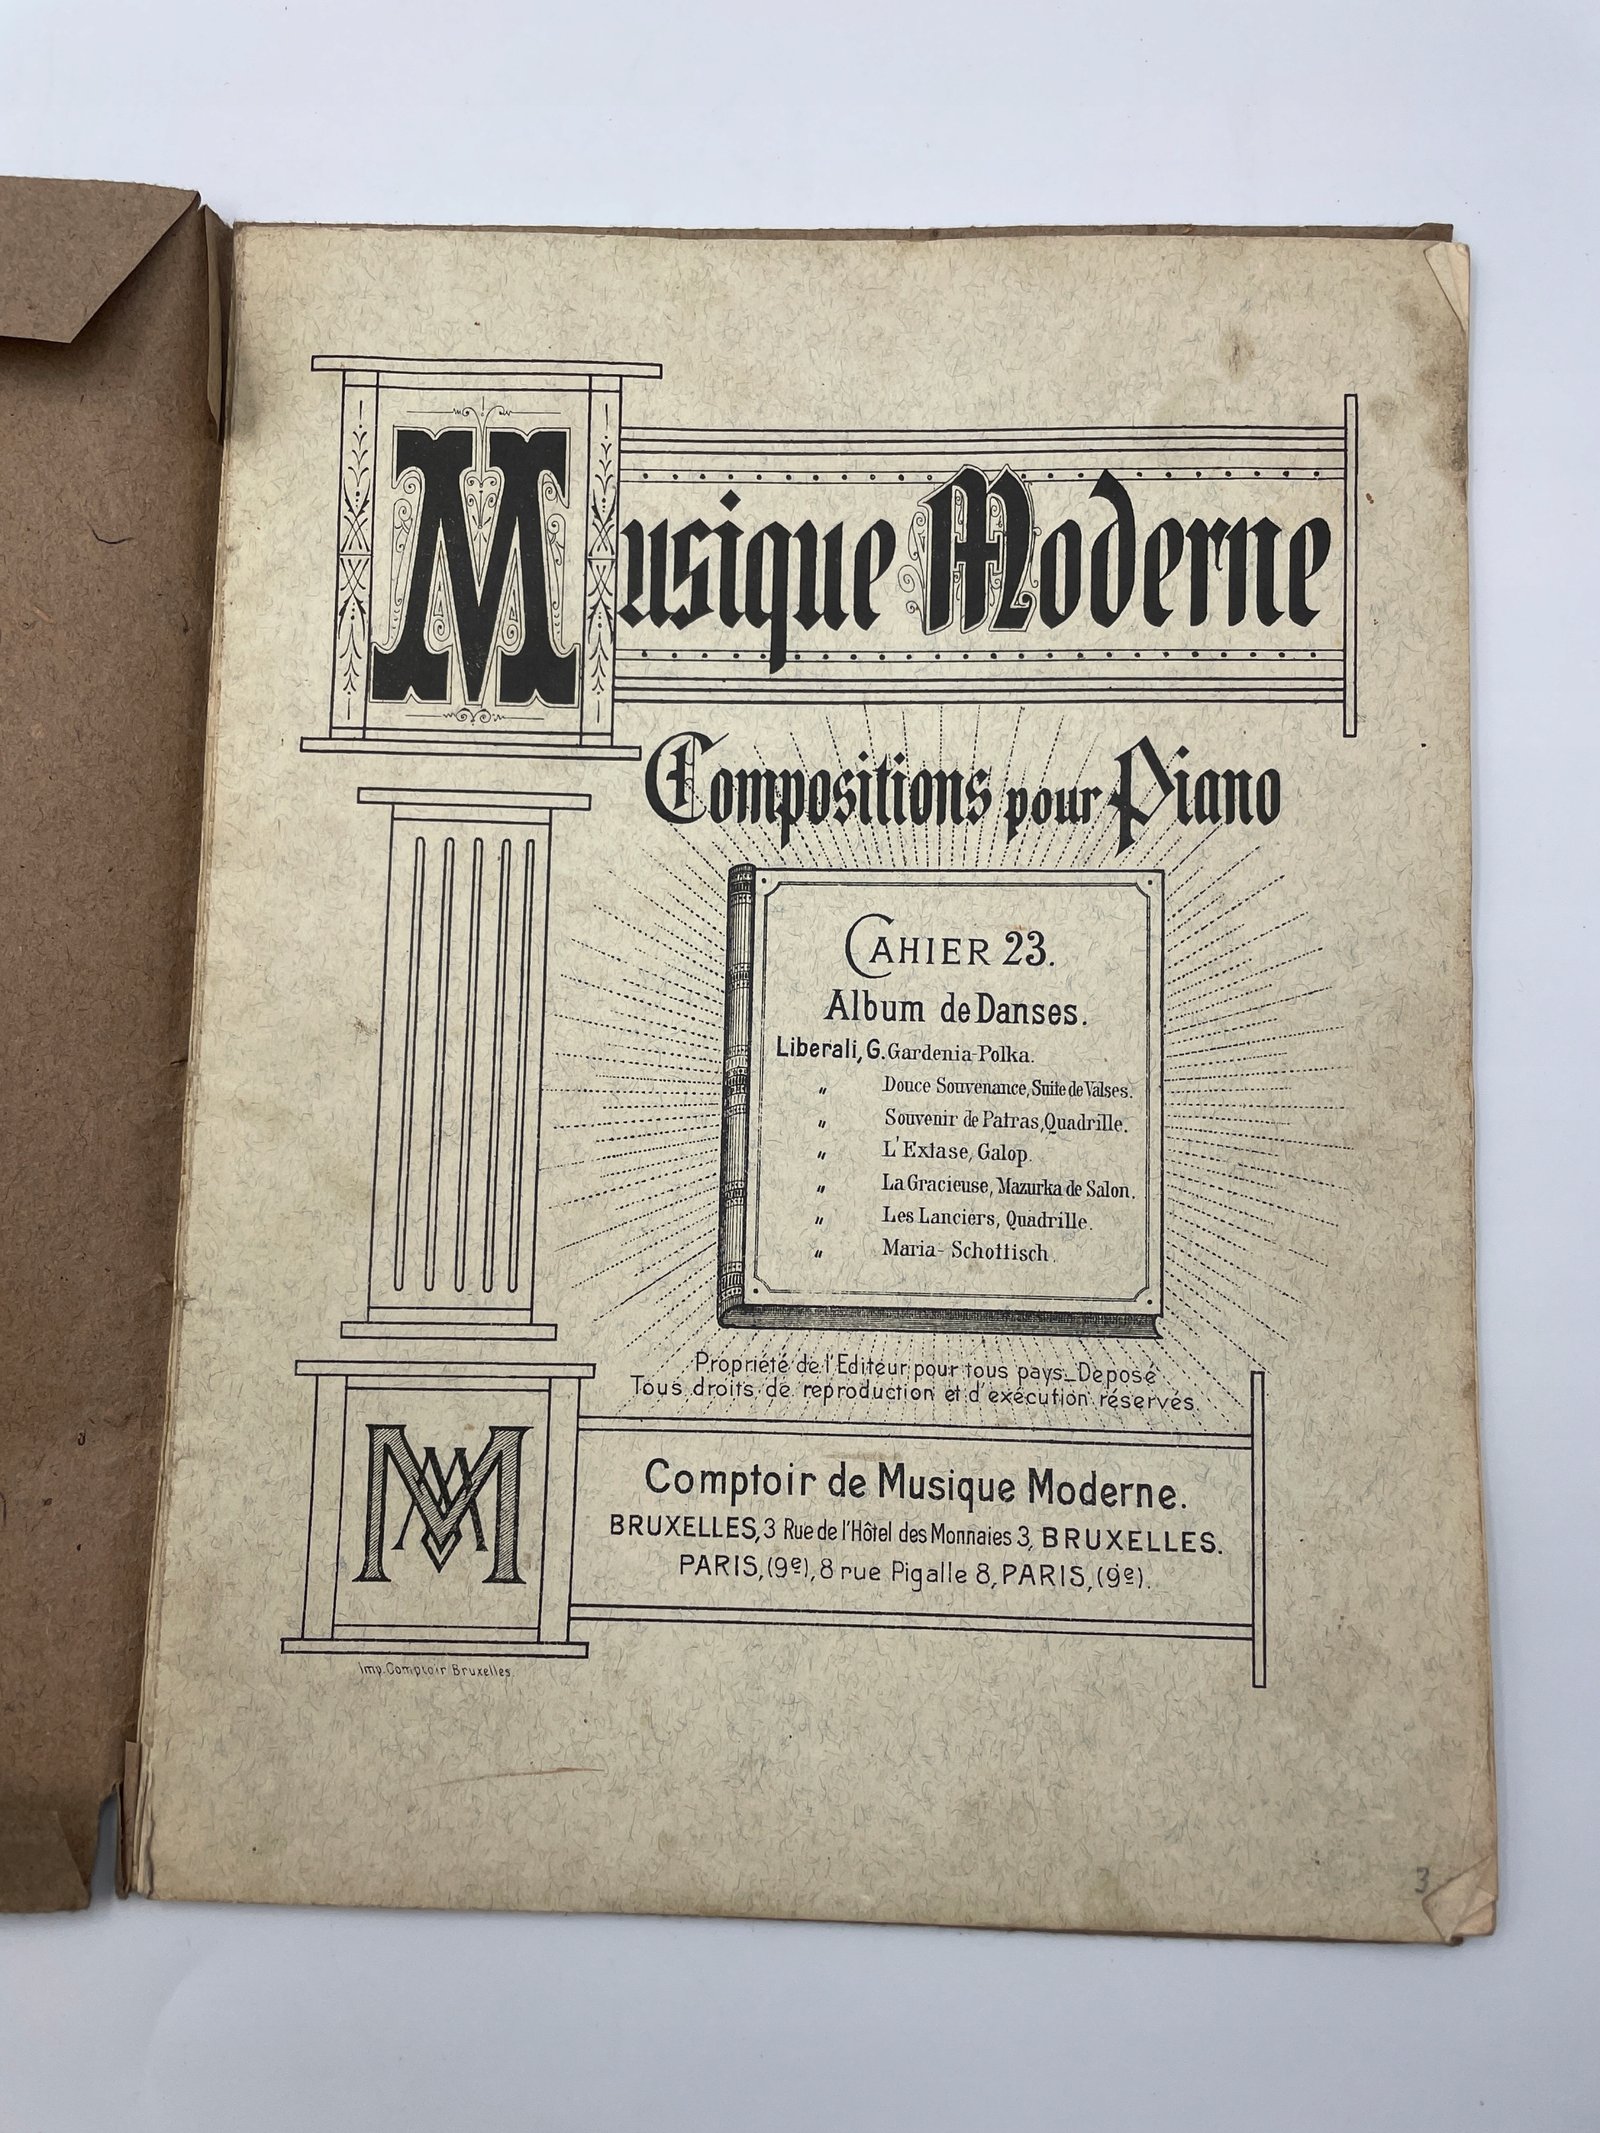 Musique Moderne
Compositions pour Piano
CAHIER 23.
Album de Danses.
Liberali, G. Gardenia-Polka.
" Douce Souvenance, Suite de Valses.
" Souvenir de Patras, Quadrille.
" L'Extase, Galop.
" La Gracieuse, Mazurka de Salon.
" Les Lanciers, Quadrille.
" Maria- Schottisch.
Propriété de l'Editeur pour tous pays_Deposé
Tous droits de reproduction et d'exécution réservés.
MM
Comptoir de Musique Moderne.
BRUXELLES, 3 Rue de l'Hôtel des Monnaies 3, BRUXELLES.
PARIS, (9e), 8 rue Pigalle 8, PARIS, (9e).
Imp. Comptoir Bruxelles.
3